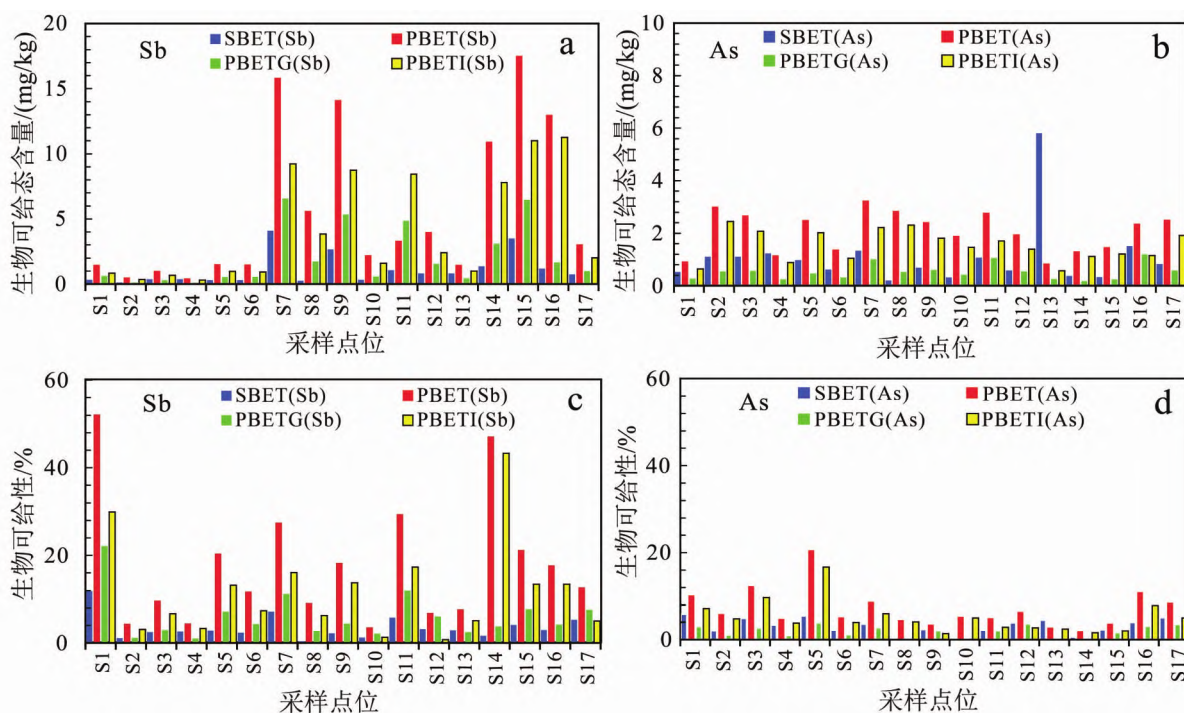 Sb
a
SBET(Sb) PBET(Sb)
PBETG(Sb) PBETI(Sb)
生物可给态含量/(mg/kg)
20
15
10
5
0
S1 S2 S3 S4 S5 S6 S7 S8 S9 S10 S11 S12 S13 S14 S15 S16 S17
采样点位
As
b
SBET(As) PBET(As)
PBETG(As) PBETI(As)
生物可给态含量/(mg/kg)
10
8
6
4
2
0
S1 S2 S3 S4 S5 S6 S7 S8 S9 S10 S11 S12 S13 S14 S15 S16 S17
采样点位
Sb
c
SBET(Sb) PBET(Sb)
PBETG(Sb) PBETI(Sb)
生物可给性/%
60
40
20
0
S1 S2 S3 S4 S5 S6 S7 S8 S9 S10 S11 S12 S13 S14 S15 S16 S17
采样点位
As
d
SBET(As) PBET(As)
PBETG(As) PBETI(As)
生物可给性/%
60
40
20
0
S1 S2 S3 S4 S5 S6 S7 S8 S9 S10 S11 S12 S13 S14 S15 S16 S17
采样点位